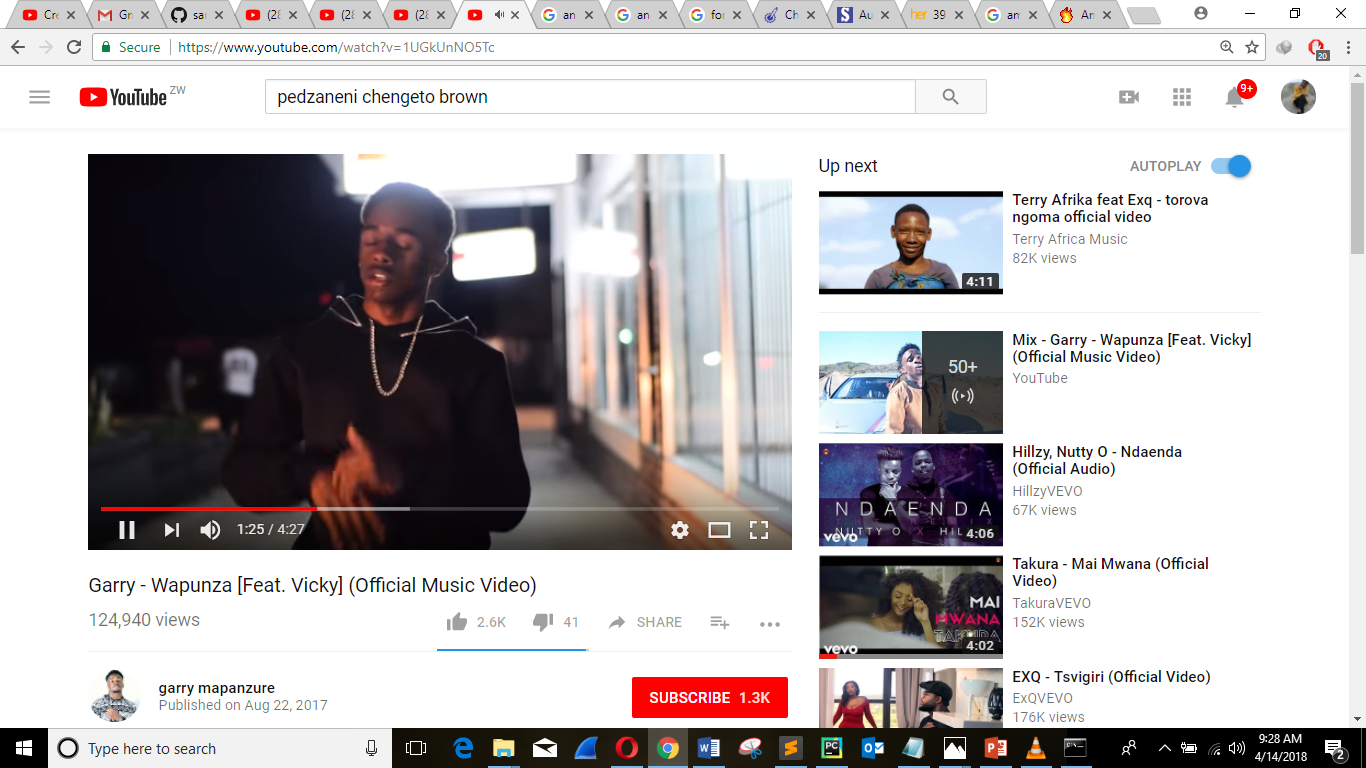 Cre
Gm
sa
(28
(28
(28
an
an
for
Ch
Au
her 39
am
An
Secure
https://www.youtube.com/watch?v=1UGkUnNO5Tc
20
YouTube ZW
pedzaneni chengeto brown
9+
Up next
AUTOPLAY
Terry Afrika feat Exq - torova
ngoma official video
Terry Africa Music
82K views
4:11
50+
Mix - Garry - Wapunza [Feat. Vicky]
(Official Music Video)
YouTube
NDAENDA
NUTTY O X HIL
vevo
4:06
Hillzy, Nutty O - Ndaenda
(Official Audio)
HillzyVEVO
67K views
MAI
MWANA
TAKURA
vevo
4:02
Takura - Mai Mwana (Official
Video)
TakuraVEVO
152K views
EXQ - Tsvigiri (Official Video)
ExQVEVO
176K views
1:25 / 4:27
Garry - Wapunza [Feat. Vicky] (Official Music Video)
124,940 views
2.6K
41
SHARE
garry mapanzure
Published on Aug 22, 2017
SUBSCRIBE 1.3K
Type here to search
9:28 AM
4/14/2018
2